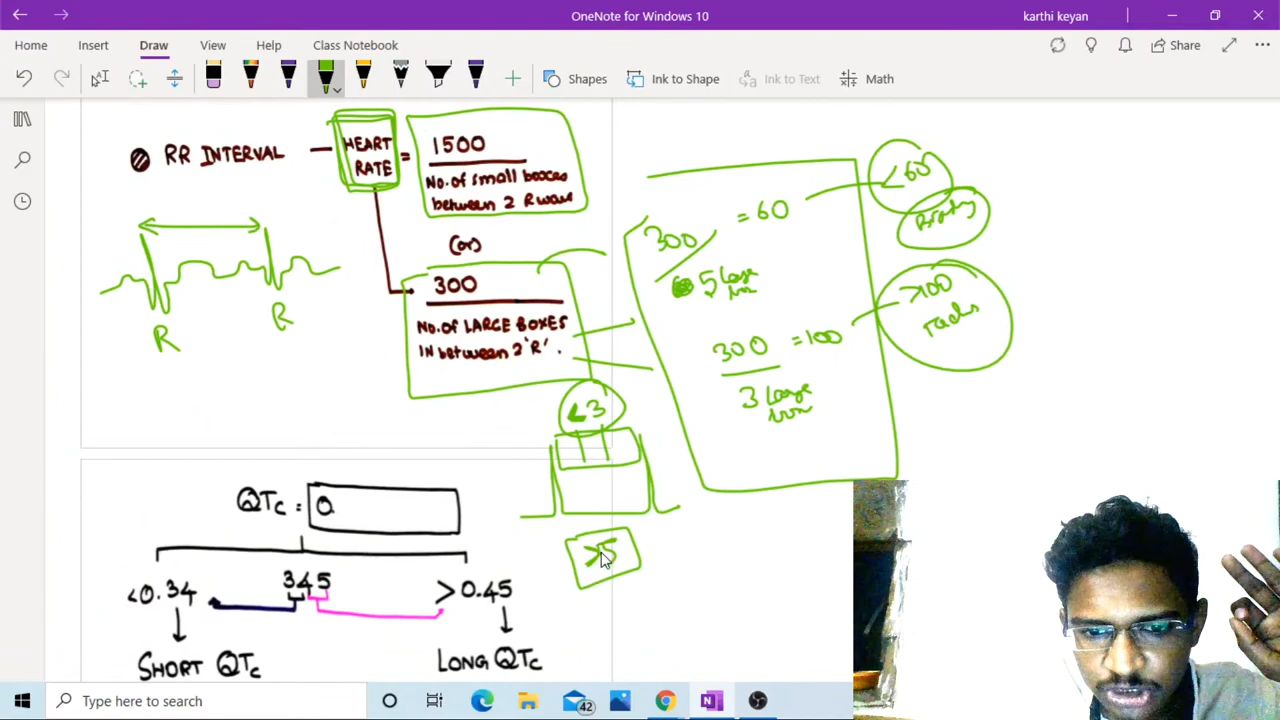 OneNote for Windows 10
karthi keyan
Home
Insert
Draw
View
Help
Class Notebook
Share
Shapes
Ink to Shape
Ink to Text
Math
RR INTERVAL
HEART
RATE
=
1500
No. of small boxes
between 2 R wave
(or)
300
No. of LARGE BOXES
IN between 2 'R'.
R
R
300
= 60
5 large
<60
Brady
300
=100
3 large
>100
<3
>5
QTc = 0
<0.34
345
>0.45
SHORT QTc
LONG QTc
Type here to search
42